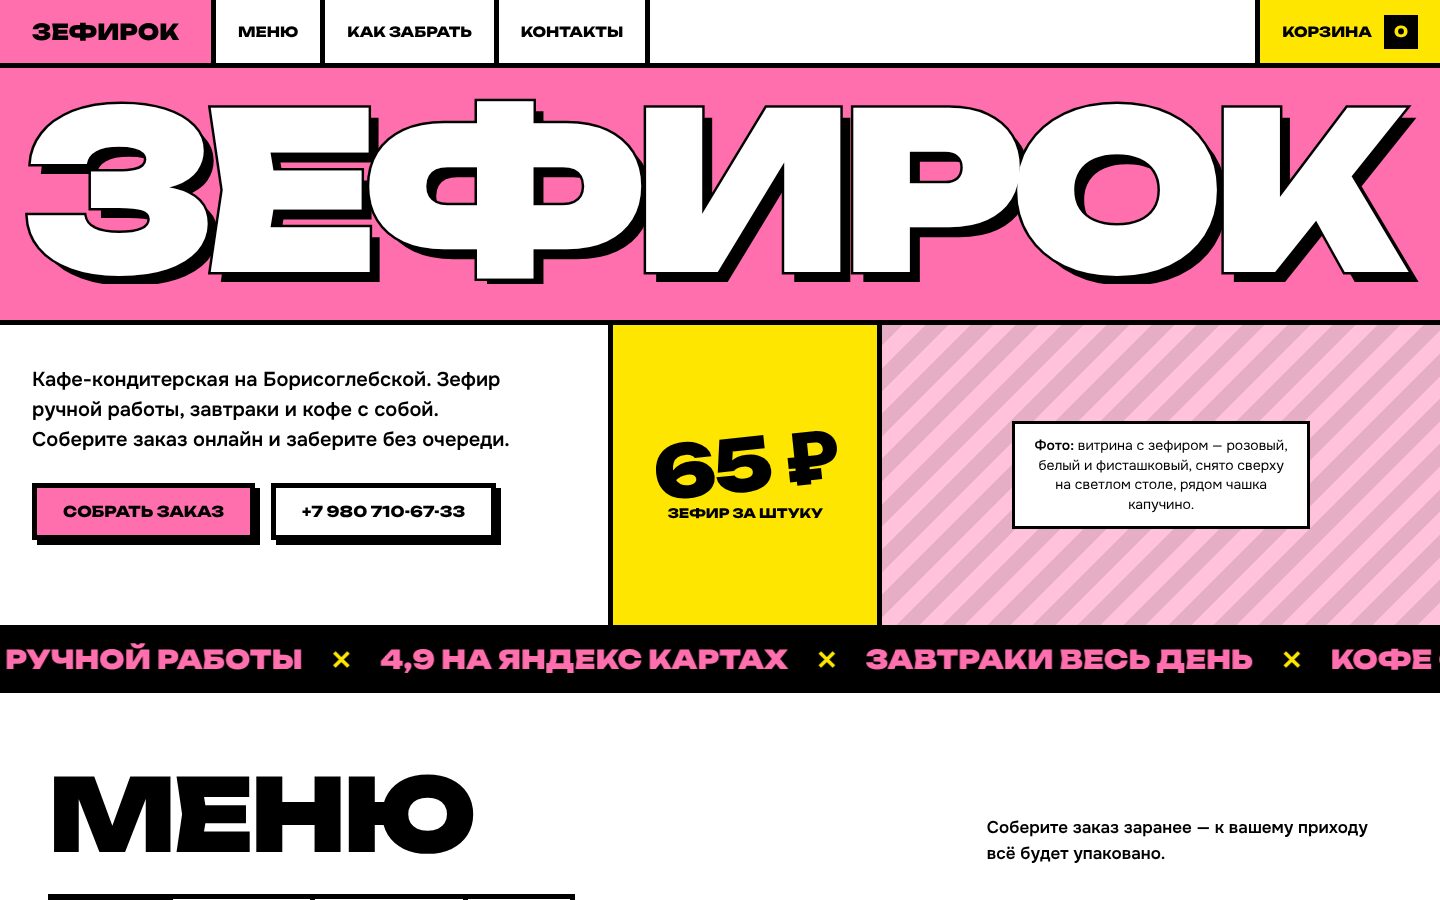 ЗЕФИРОК
МЕНЮ
КАК ЗАБРАТЬ
КОНТАКТЫ
КОРЗИНА 0
ЗЕФИРОК
Кафе-кондитерская на Борисоглебской. Зефир
ручной работы, завтраки и кофе с собой.
Соберите заказ онлайн и заберите без очереди.
СОБРАТЬ ЗАКАЗ
+7 980 710-67-33
65 ₽
ЗЕФИР ЗА ШТУКУ
Фото: витрина с зефиром — розовый,
белый и фисташковый, снято сверху
на светлом столе, рядом чашка
капучино.
РУЧНОЙ РАБОТЫ × 4,9 НА ЯНДЕКС КАРТАХ × ЗАВТРАКИ ВЕСЬ ДЕНЬ × КОФЕ
МЕНЮ
Соберите заказ заранее — к вашему приходу
всё будет упаковано.